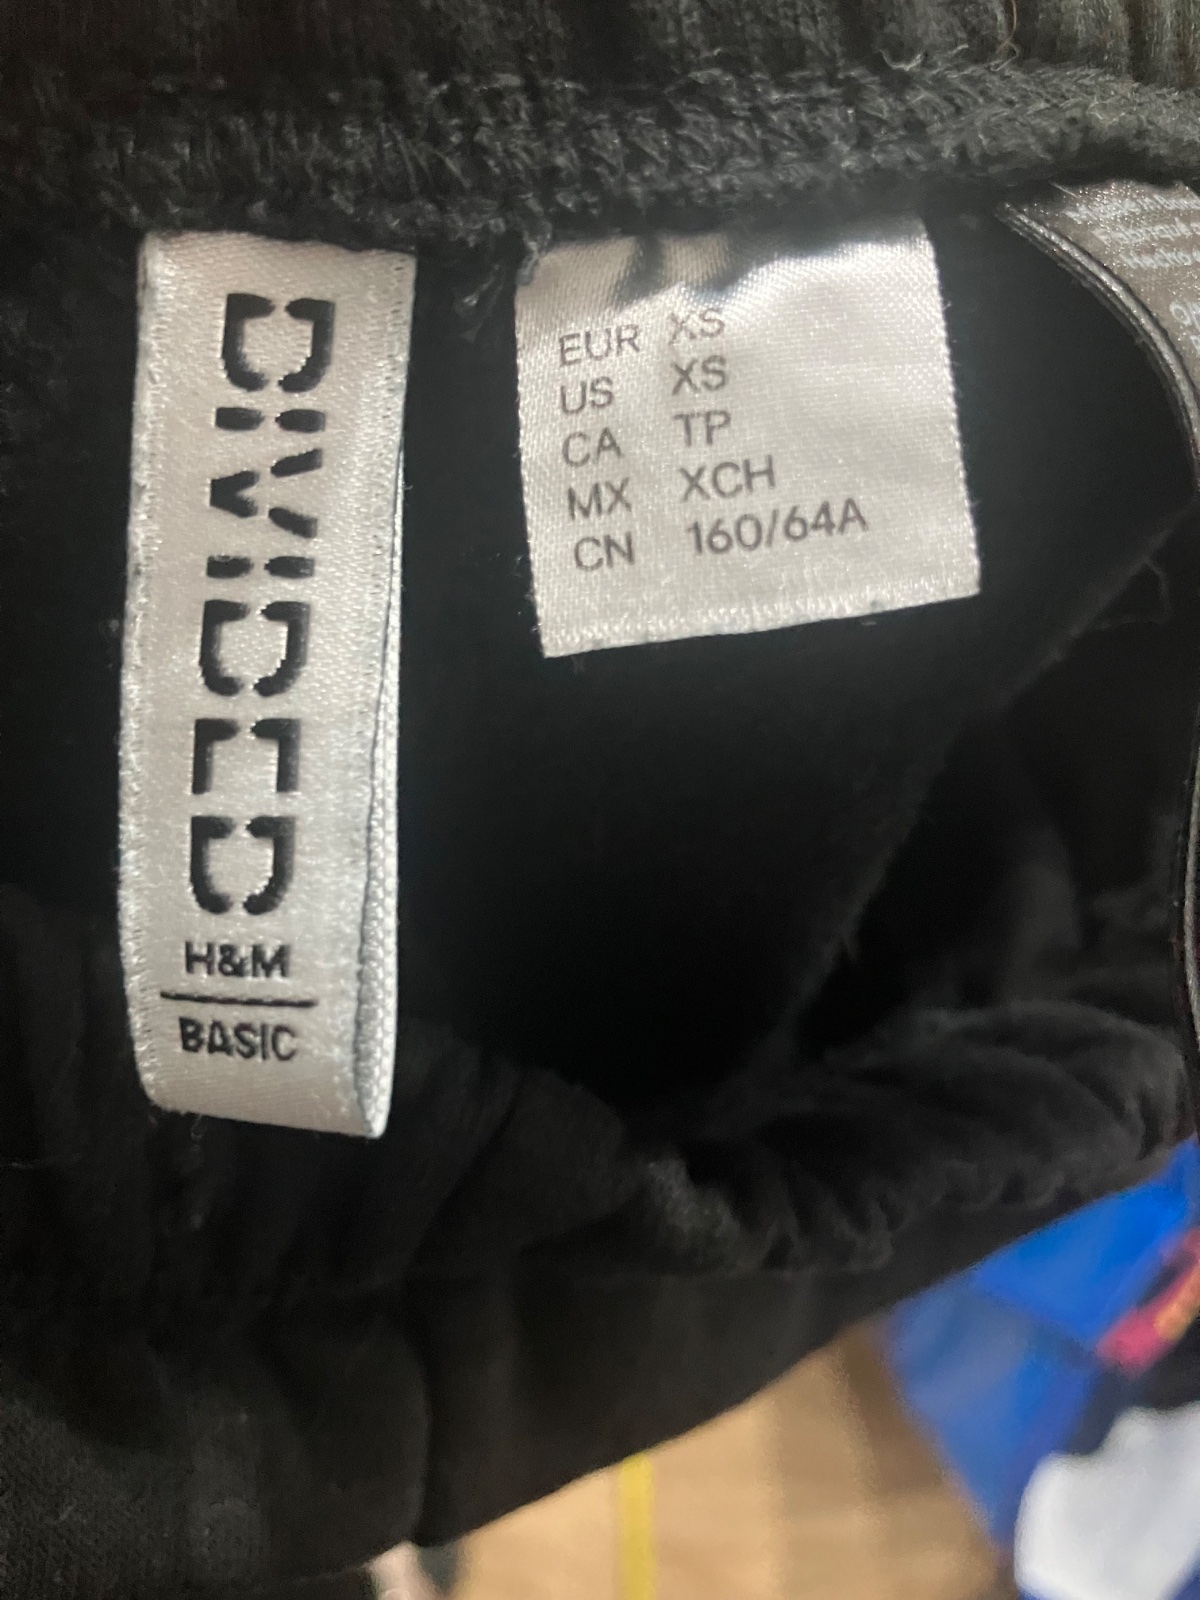 DIVIDED
H&M
BASIC
EUR XS
US XS
CA TP
MX XCH
CN 160/64A